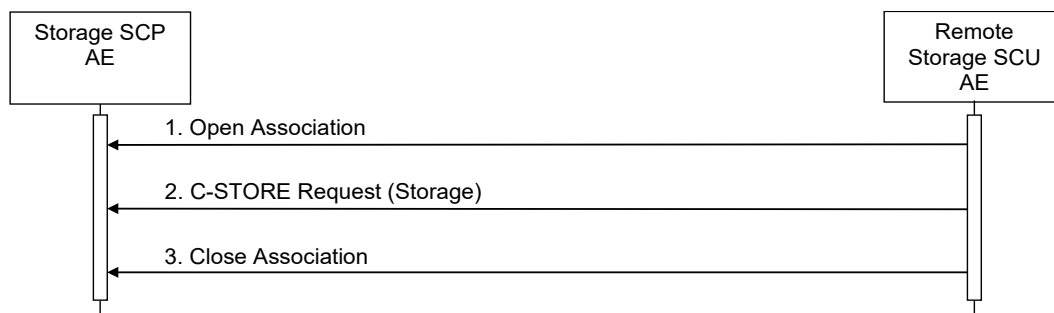 Storage SCP
AE
Remote
Storage SCU
AE
1. Open Association
2. C-STORE Request (Storage)
3. Close Association